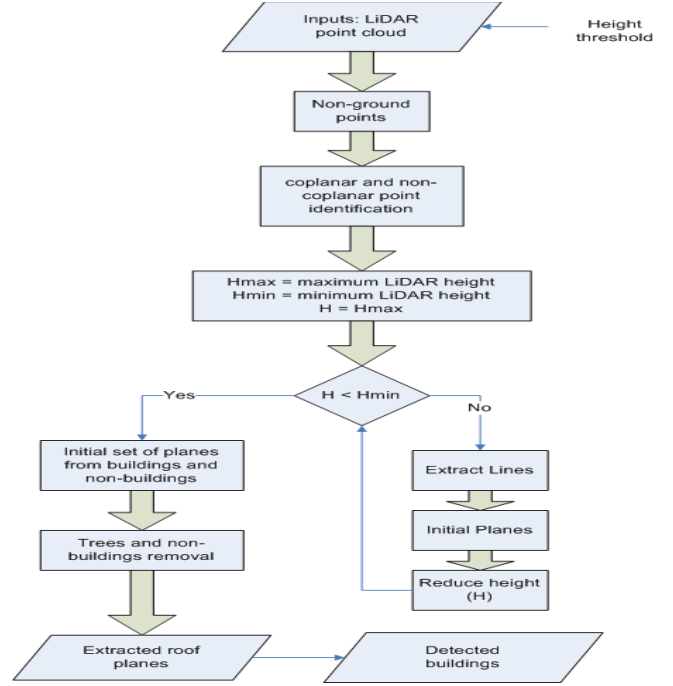 Inputs: LiDAR
point cloud
Height
threshold
Non-ground
points
coplanar and non-
coplanar point
identification
Hmax = maximum LiDAR height
Hmin = minimum LiDAR height
H = Hmax
H < Hmin
Yes
No
Initial set of planes
from buildings and
non-buildings
Extract Lines
Initial Planes
Trees and non-
buildings removal
Reduce height
(H)
Extracted roof
planes
Detected
buildings